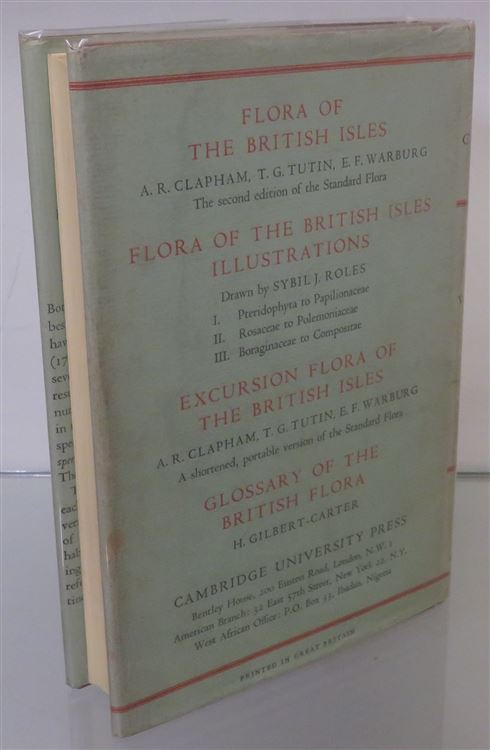 FLORA OF
THE BRITISH ISLES
A. R. CLAPHAM, T. G. TUTIN, E. F. WARBURG
The second edition of the Standard Flora
FLORA OF THE BRITISH ISLES
ILLUSTRATIONS
Drawn by SYBIL J. ROLES
I. Pteridophyta to Papilionaceae
II. Rosaceae to Polemoniaceae
III. Boraginaceae to Compositae
EXCURSION FLORA OF
THE BRITISH ISLES
A. R. CLAPHAM, T. G. TUTIN, E. F. WARBURG
A shortened, portable version of the Standard Flora
GLOSSARY OF THE
BRITISH FLORA
H. GILBERT-CARTER
CAMBRIDGE UNIVERSITY PRESS
Bentley House, 200 Euston Road, London, N.W. 1
American Branch: 32 East 57th Street, New York 22, N.Y.
West African Office: P.O. Box 33, Ibadan, Nigeria
PRINTED IN GREAT BRITAIN